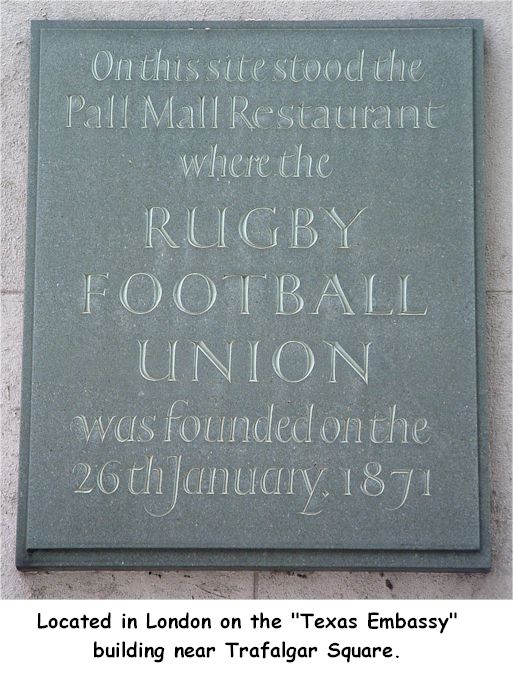 On this site stood the
Pall Mall Restaurant
where the
RUGBY
FOOTBALL
UNION
was founded on the
26th January, 1871
Located in London on the "Texas Embassy"
building near Trafalgar Square.